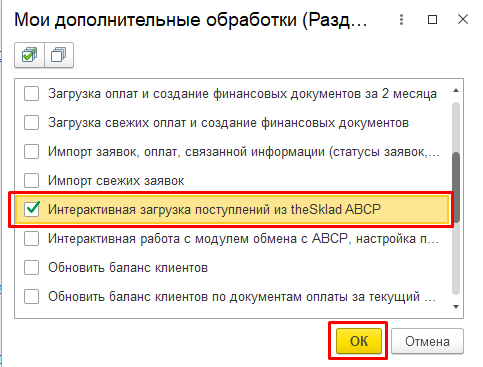 Мои дополнительные обработки (Разд...
Загрузка оплат и создание финансовых документов за 2 месяца
Загрузка свежих оплат и создание финансовых документов
Импорт заявок, оплат, связанной информации (статусы заявок,...
Импорт свежих заявок
Интерактивная загрузка поступлений из theSklad ABCP
Интерактивная работа с модулем обмена с ABCP, настройка п...
Обновить баланс клиентов
Обновить баланс клиентов по документам оплаты за текущий ...
ОК Отмена